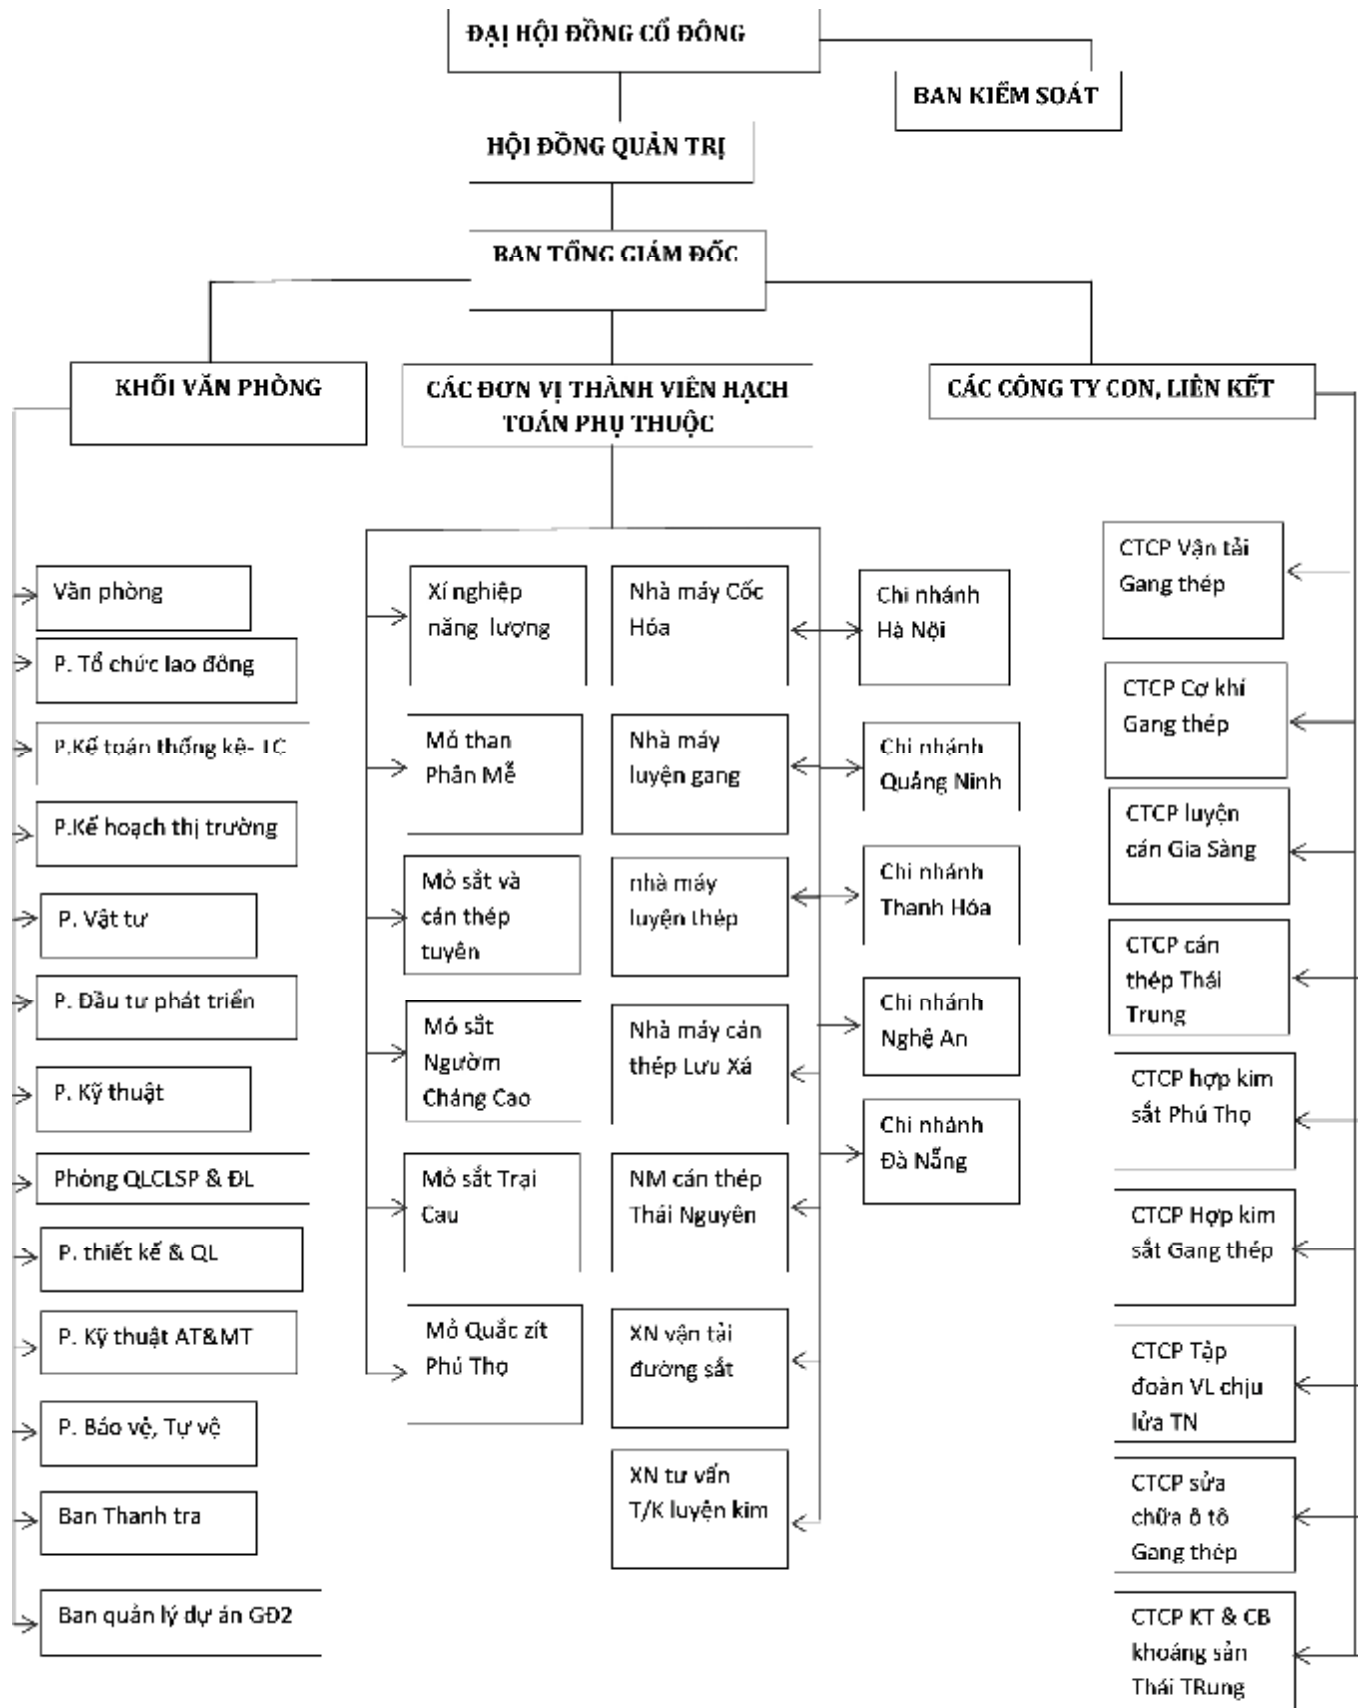 ĐẠI HỘI ĐỒNG CỔ ĐÔNG
BAN KIỂM SOÁT
HỘI ĐỒNG QUẢN TRỊ
BAN TỔNG GIÁM ĐỐC
KHỐI VĂN PHÒNG
CÁC ĐƠN VỊ THÀNH VIÊN HẠCH
TOÁN PHỤ THUỘC
CÁC CÔNG TY CON, LIÊN KẾT
Văn phòng
P. Tổ chức lao đông
P.Kế toán thống kê- TC
P.Kế hoạch thị trường
P. Vật tư
P. Đầu tư phát triển
P. Kỹ thuật
Phòng QLCLSP & ĐL
P. thiết kế & QL
P. Kỹ thuật AT&MT
P. Bảo vệ, Tự vệ
Ban Thanh tra
Ban quản lý dự án GĐ2
Xí nghiệp
năng lượng
Mỏ than
Phấn Mễ
Mỏ sắt và
cán thép
tuyên
Mỏ sắt
Ngườm
Cháng Cao
Mỏ sắt Trại
Cau
Mỏ Quắc zít
Phú Thọ
Nhà máy Cốc
Hóa
Nhà máy
luyện gang
nhà máy
luyện thép
Nhà máy cán
thép Lưu Xá
NM cán thép
Thái Nguyên
XN vận tải
đường sắt
XN tư vấn
T/K luyện kim
Chi nhánh
Hà Nội
Chi nhánh
Quảng Ninh
Chi nhánh
Thanh Hóa
Chi nhánh
Nghệ An
Chi nhánh
Đà Nẵng
CTCP Vận tải
Gang thép
CTCP Cơ khí
Gang thép
CTCP luyện
cán Gia Sàng
CTCP cán
thép Thái
Trung
CTCP hợp kim
sắt Phú Thọ
CTCP Hợp kim
sắt Gang thép
CTCP Tập
đoàn VL chịu
lửa TN
CTCP sửa
chữa ô tô
Gang thép
CTCP KT & CB
khoáng sản
Thái TRung